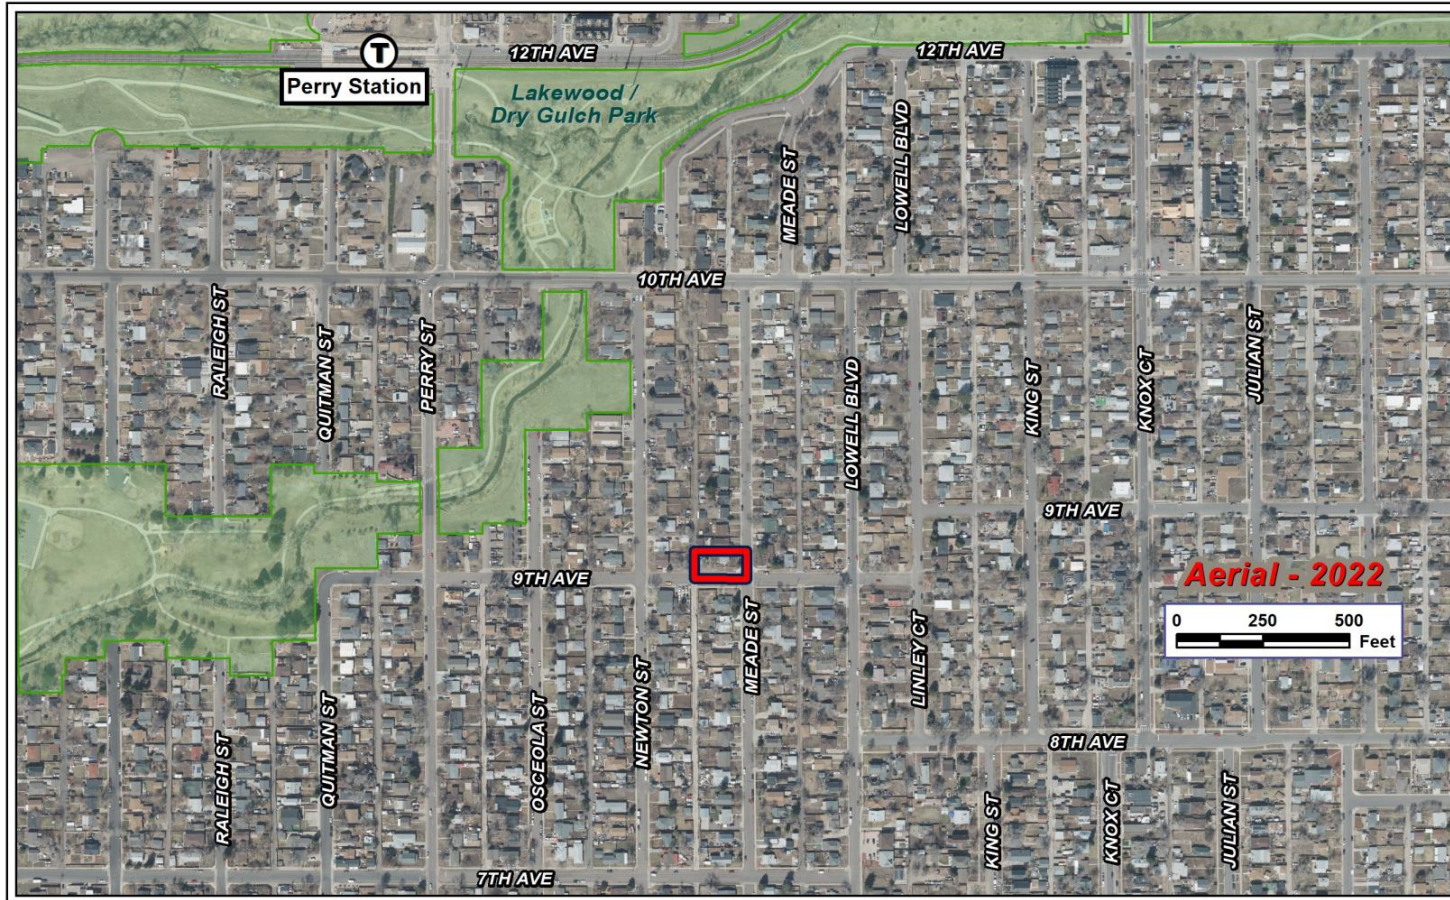 12TH AVE
12TH AVE
T
Perry Station
Lakewood /
Dry Gulch Park
LOWELL BLVD
MEADE ST
10TH AVE
RALEIGH ST
QUITMAN ST
PERRY ST
LOWELL BLVD
KING ST
KNOX CT
JULIAN ST
9TH AVE
9TH AVE
Aerial - 2022
0 250 500
Feet
MEADE ST
LINLEY CT
NEWTON ST
OSCEOLA ST
QUITMAN ST
RALEIGH ST
8TH AVE
KING ST
KNOX CT
JULIAN ST
7TH AVE